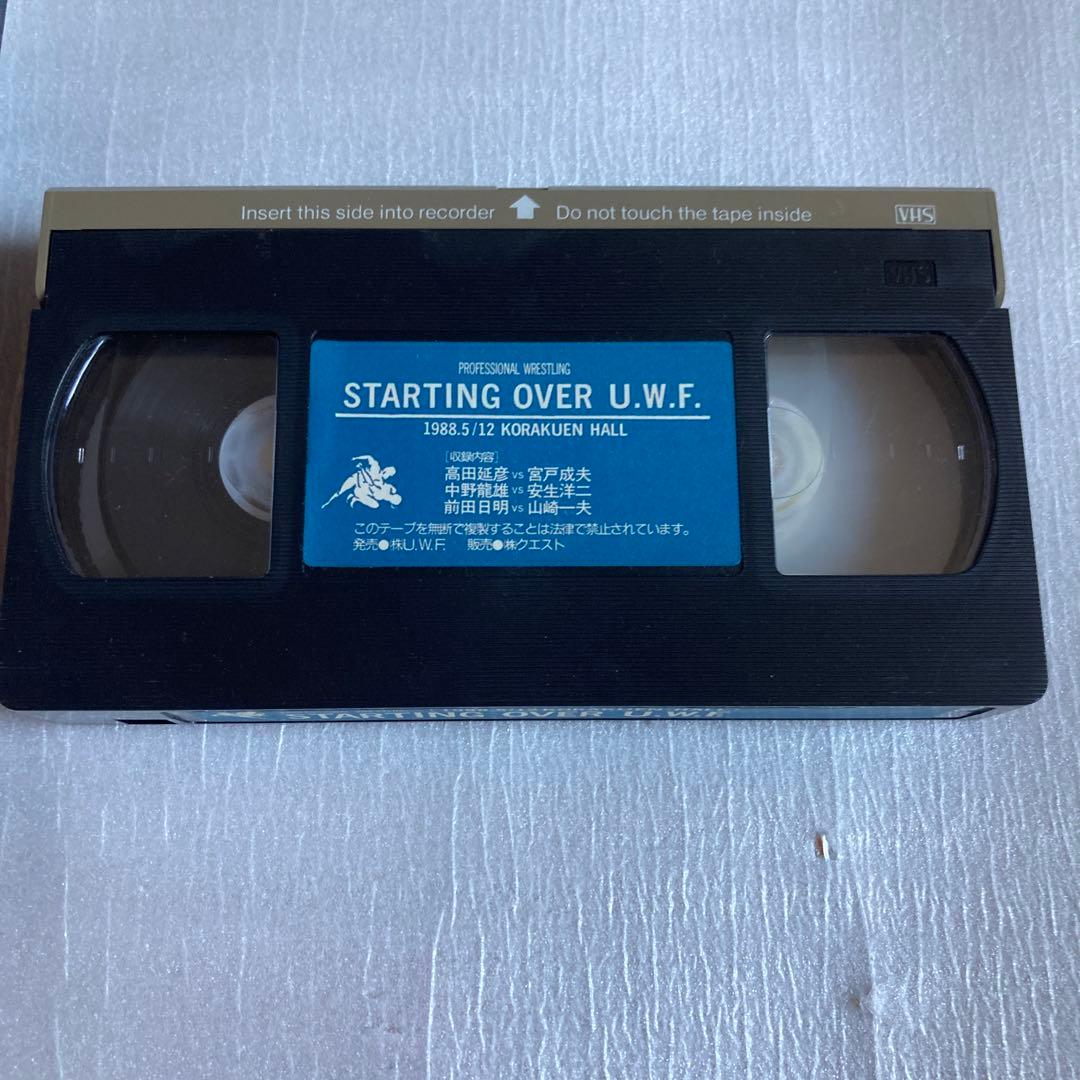 Insert this side into recorder Do not touch the tape inside VHS
VHS
PROFESSIONAL WRESTLING
STARTING OVER U.W.F.
1988.5/12 KORAKUEN HALL
[収録内容]
高田延彦 vs 宮戸成夫
中野龍雄 vs 安生洋二
前田日明 vs 山崎一夫
このテープを無断で複製することは法律で禁止されています。
発売●㈱U.W.F. 販売●㈱クエスト
STARTING OVER U.W.F.